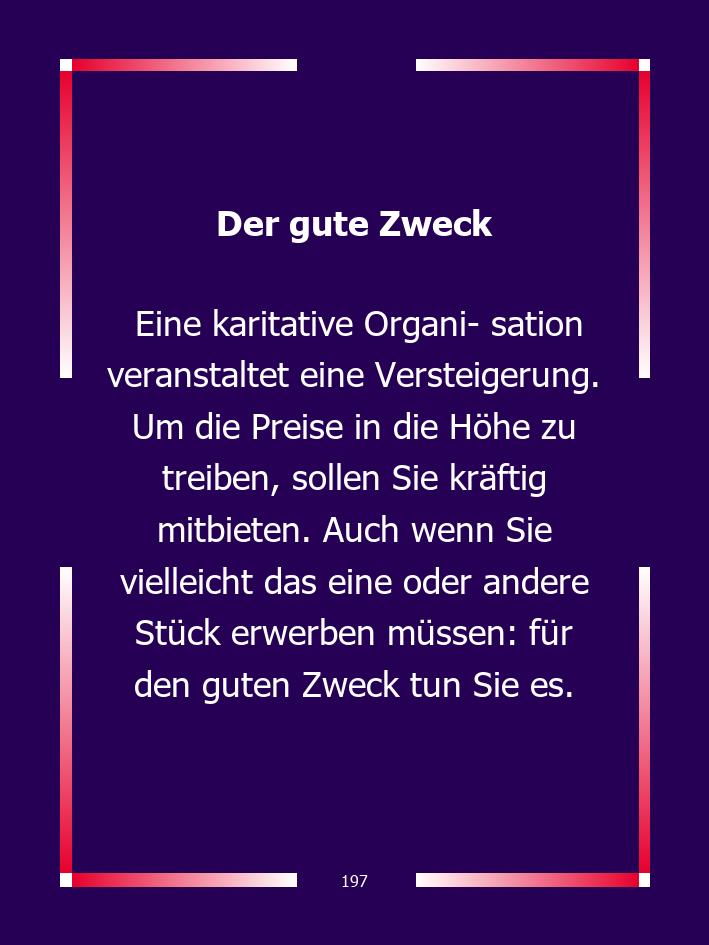 Der gute Zweck
Eine karitative Organi- sation
veranstaltet eine Versteigerung.
Um die Preise in die Höhe zu
treiben, sollen Sie kräftig
mitbieten. Auch wenn Sie
vielleicht das eine oder andere
Stück erwerben müssen: für
den guten Zweck tun Sie es.
197